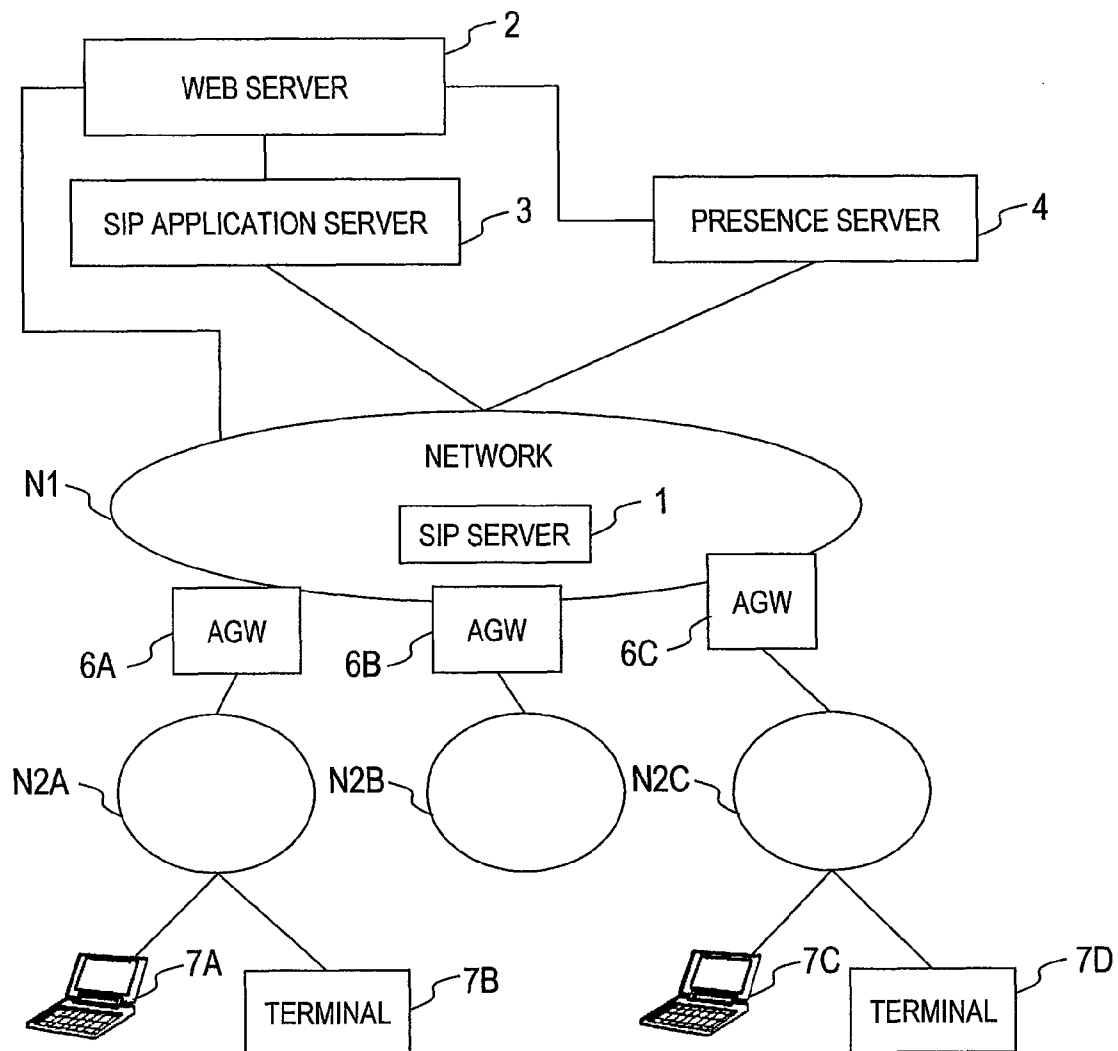 2
WEB SERVER
SIP APPLICATION SERVER
3
PRESENCE SERVER
4
NETWORK
N1
1
SIP SERVER
AGW
AGW
AGW
6A
6B
6C
N2A
N2B
N2C
7A
TERMINAL
7B
7C
TERMINAL
7D